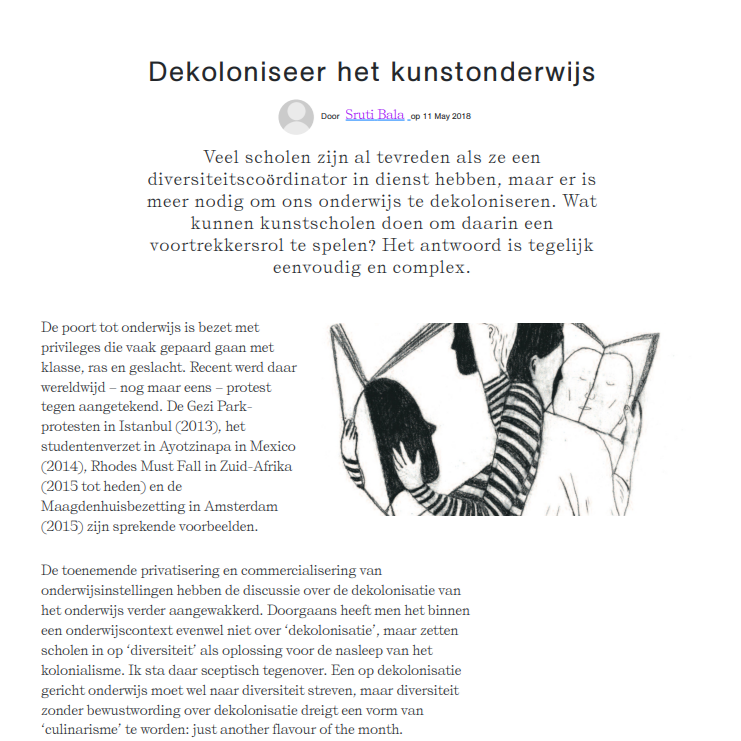 Dekoloniseer het kunstonderwijs
Door Sruti Bala op 11 May 2018
Veel scholen zijn al tevreden als ze een
diversiteitscoördinator in dienst hebben, maar er is
meer nodig om ons onderwijs te dekoloniseren. Wat
kunnen kunstscholen doen om daarin een
voortrekkersrol te spelen? Het antwoord is tegelijk
eenvoudig en complex.
De poort tot onderwijs is bezet met
privileges die vaak gepaard gaan met
klasse, ras en geslacht. Recent werd daar
wereldwijd – nog maar eens – protest
tegen aangetekend. De Gezi Park-
protesten in Istanbul (2013), het
studentenverzet in Ayotzinapa in Mexico
(2014), Rhodes Must Fall in Zuid-Afrika
(2015 tot heden) en de
Maagdenhuisbezetting in Amsterdam
(2015) zijn sprekende voorbeelden.
De toenemende privatisering en commercialisering van
onderwijsinstellingen hebben de discussie over de dekolonisatie van
het onderwijs verder aangewakkerd. Doorgaans heeft men het binnen
een onderwijscontext evenwel niet over ‘dekolonisatie’, maar zetten
scholen in op ‘diversiteit’ als oplossing voor de nasleep van het
kolonialisme. Ik sta daar sceptisch tegenover. Een op dekolonisatie
gericht onderwijs moet wel naar diversiteit streven, maar diversiteit
zonder bewustwording over dekolonisatie dreigt een vorm van
‘culinarisme’ te worden: just another flavour of the month.